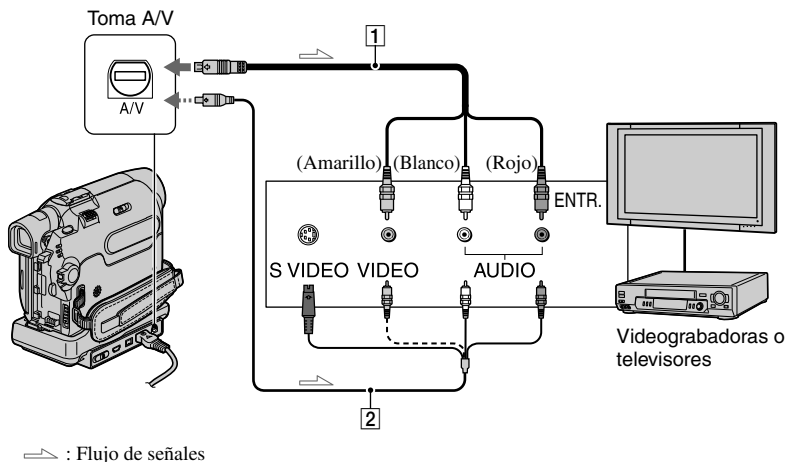 Toma A/V
A/V
1
(Amarillo) (Blanco) (Rojo)
ENTR.
S VIDEO VIDEO AUDIO
Videograbadoras o
televisores
2
: Flujo de señales